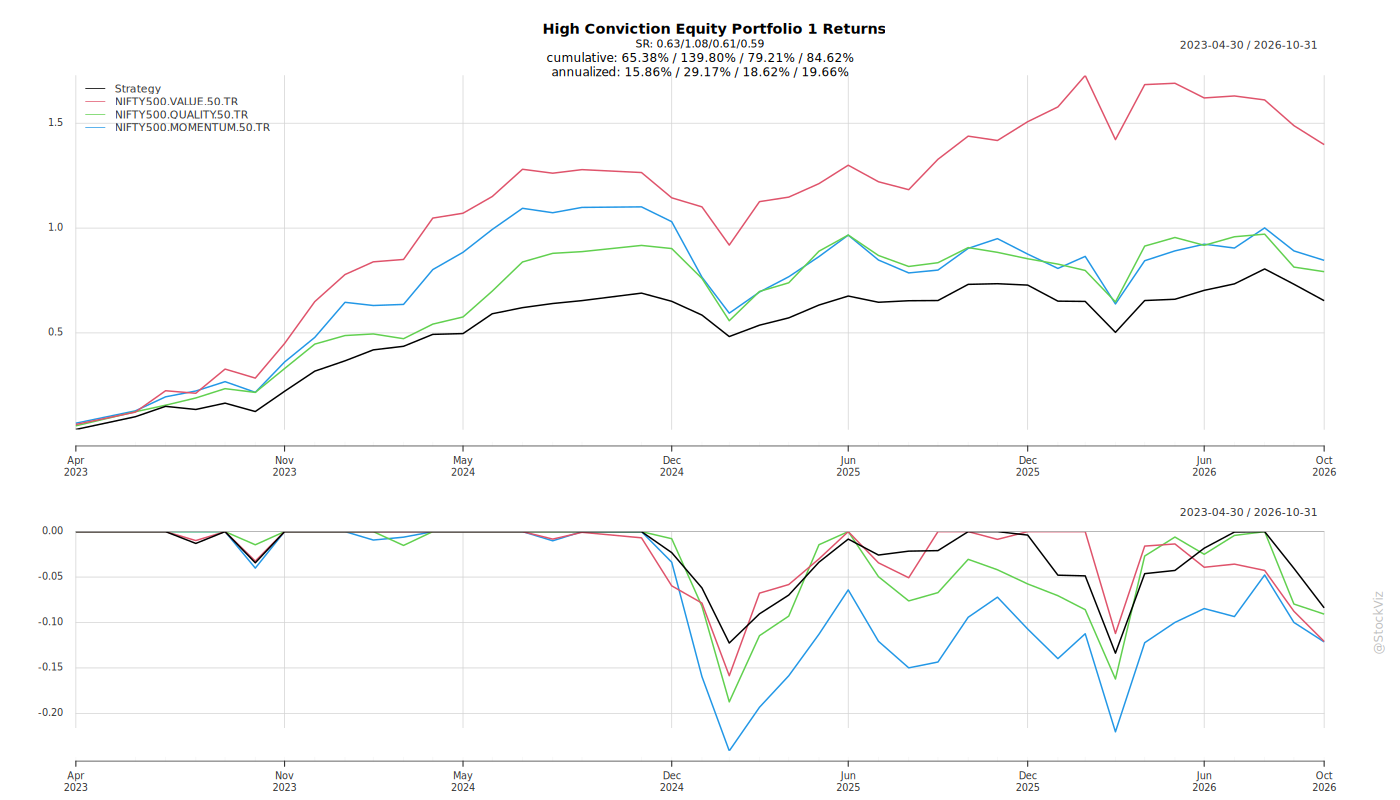 High Conviction Equity Portfolio 1 Returns
SR: 0.63/1.08/0.61/0.59
cumulative: 65.38% / 139.80% / 79.21% / 84.62%
annualized: 15.86% / 29.17% / 18.62% / 19.66%
2023-04-30 / 2026-10-31
Strategy
NIFTY500.VALUE.50.TR
NIFTY500.QUALITY.50.TR
NIFTY500.MOMENTUM.50.TR
1.5
1.0
0.5
Apr Nov May Dec Jun Dec Jun Oct
2023 2023 2024 2024 2025 2025 2026 2026
2023-04-30 / 2026-10-31
0.00
-0.05
-0.10
-0.15
-0.20
Apr Nov May Dec Jun Dec Jun Oct
2023 2023 2024 2024 2025 2025 2026 2026
@StockViz